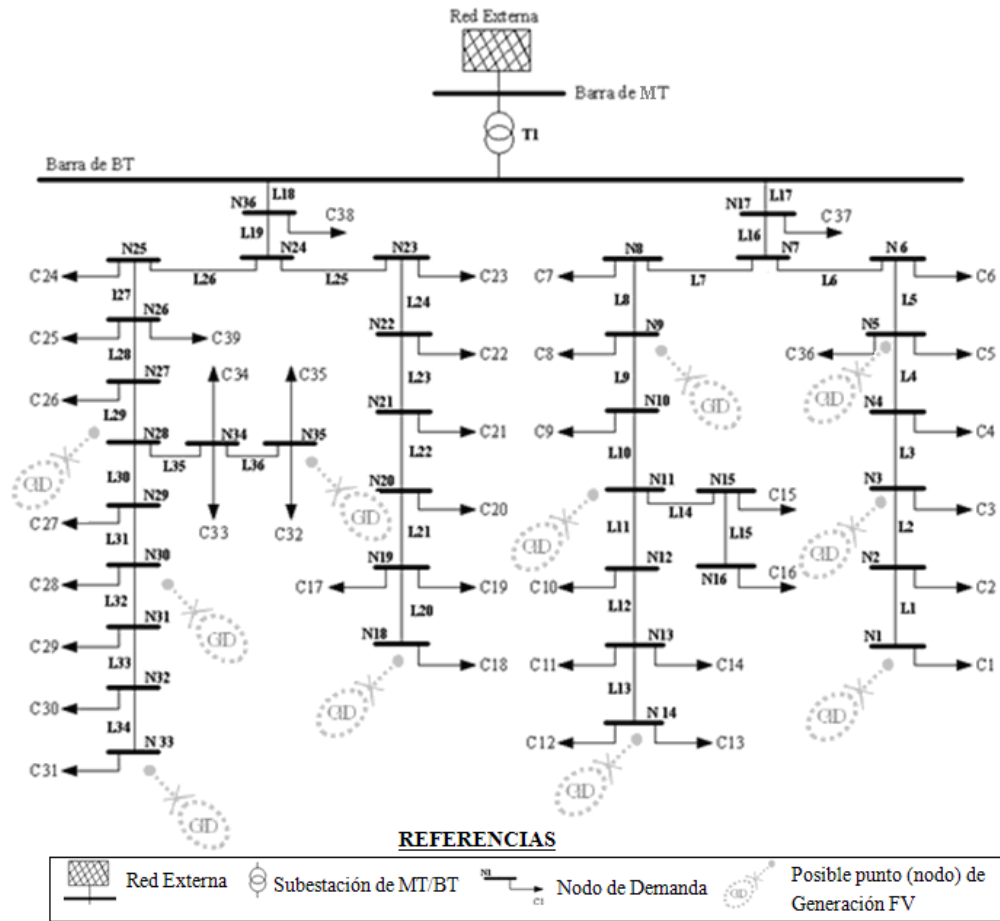 Red Externa
Barra de MT
T1
Barra de BT
L18
L17
N36
C38
N17
C37
L19
L16
N25
N24
N23
N8
N7
N 6
C24
L26
L25
C23
C7
L7
L6
C6
L27
L24
L8
L5
N26
N22
N9
N5
C25
C39
C22
C8
C36
C5
L28
L23
L9
L4
GD
GD
N27
C34
C35
N21
N10
N4
C26
C21
C9
C4
L29
L22
L10
L3
N28
N34
N35
N20
N11
N15
N3
L35
L36
C20
L14
C15
C3
GD
L30
GD
L21
GD
L11
L15
GD
L2
N29
C27
C33
C32
N19
N12
N16
N2
L31
C17
C19
C10
C16
C2
N30
C28
L32
L20
L12
L1
GD
N31
N18
N13
N1
C29
C18
C11
C14
C1
L33
L13
N32
GD
GD
C30
N 14
L34
C12
C13
N 33
C31
GD
GD
REFERENCIAS
Red Externa
Subestación de MT/BT
N1
C1
Nodo de Demanda
GD
Posible punto (nodo) de
Generación FV